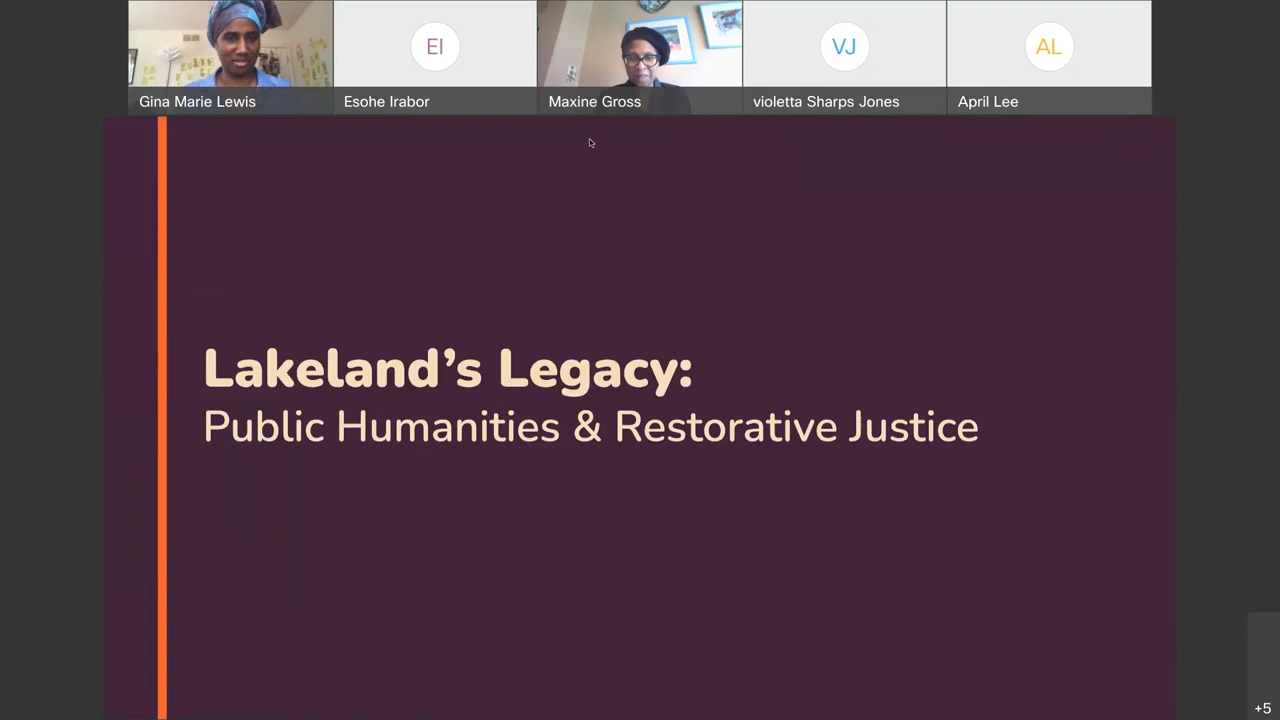 EI
VJ
AL
Gina Marie Lewis
Esohe Irabor
Maxine Gross
violetta Sharps Jones
April Lee
Lakeland’s Legacy:
Public Humanities & Restorative Justice
+5